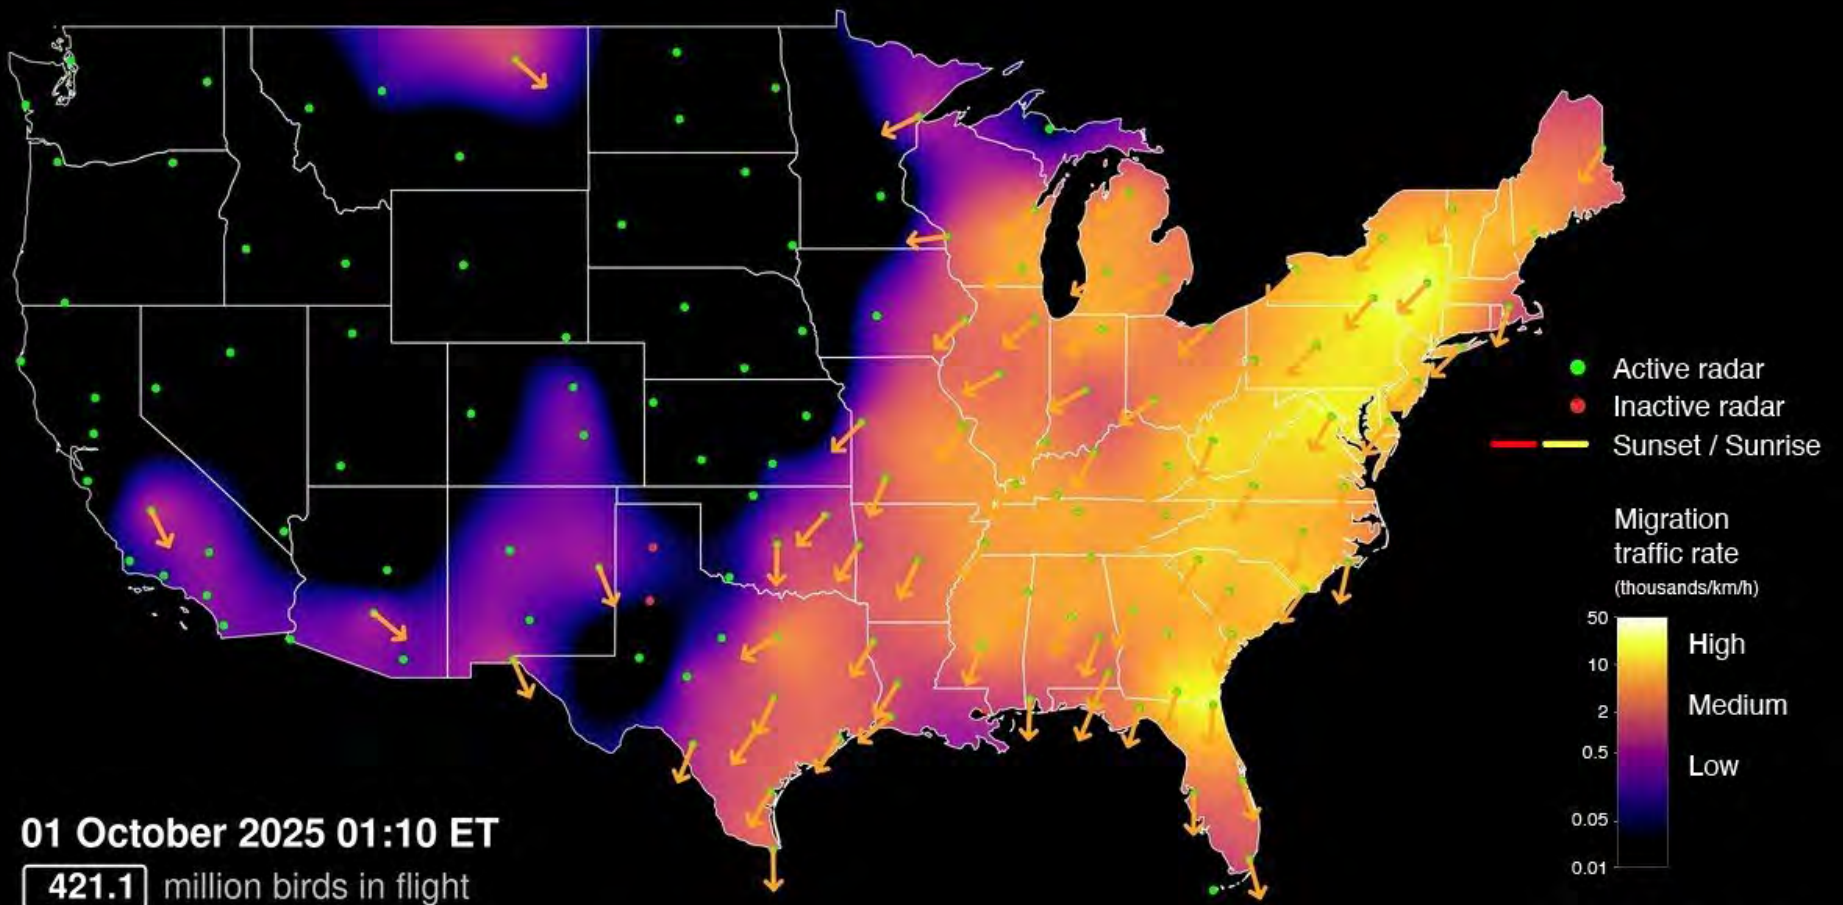 Active radar
Inactive radar
Sunset / Sunrise
Migration
traffic rate
(thousands/km/h)
50
High
10
2
Medium
0.5
Low
0.05
0.01
01 October 2025 01:10 ET
421.1 million birds in flight